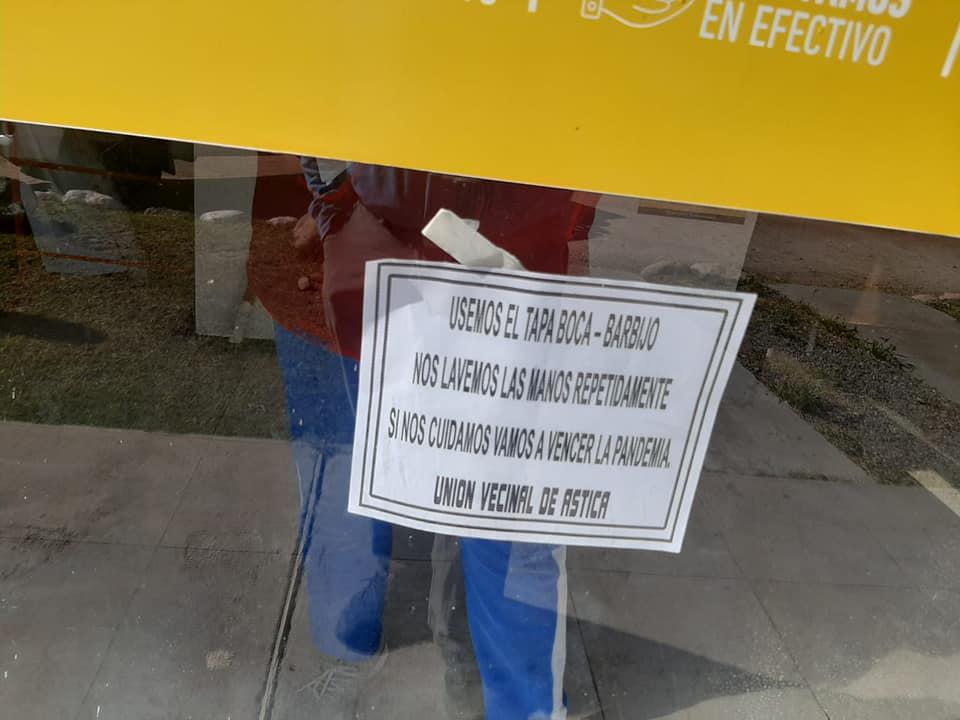 EN EFECTIVO
USEMOS EL TAPA BOCA - BARBIJO
NOS LAVEMOS LAS MANOS REPETIDAMENTE
SI NOS CUIDAMOS VAMOS A VENCER LA PANDEMIA.
UNION VECINAL DE ASTICA